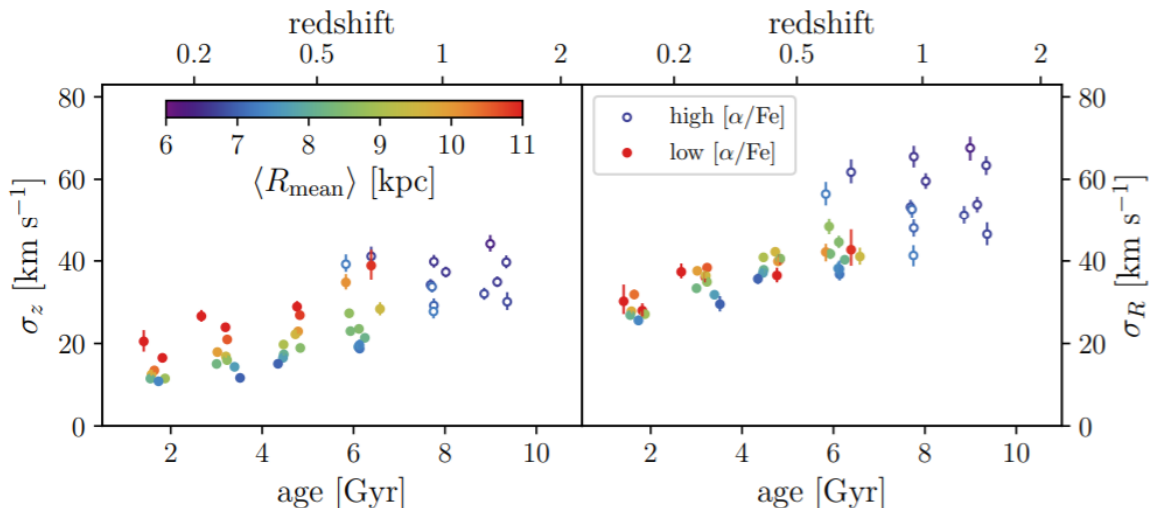 redshift redshift
0.2 0.5 1 2 0.2 0.5 1 2
80 80
60 60
40 40
20 20
0 0
6 7 8 9 10 11
⟨R_mean⟩ [kpc]
high [α/Fe]
low [α/Fe]
σ_z [km s⁻¹]
σ_R [km s⁻¹]
2 4 6 8 10 2 4 6 8 10
age [Gyr] age [Gyr]